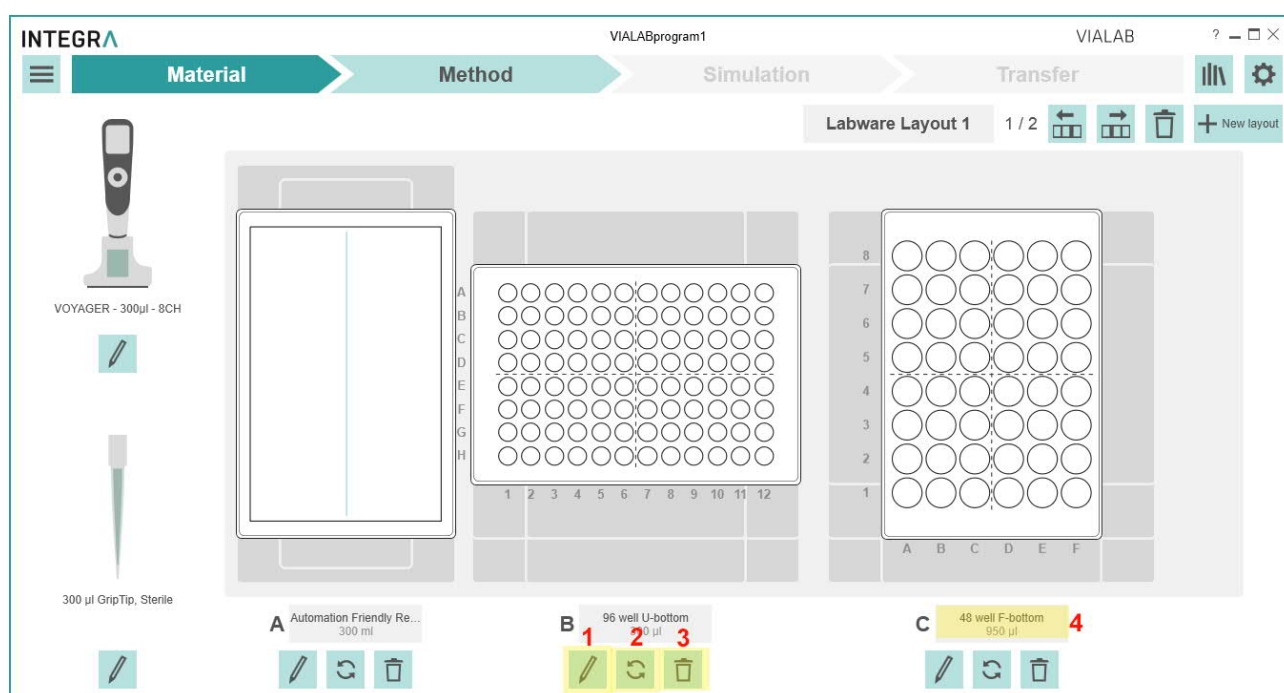 INTEGRA
VIALABprogram1
VIALAB
?
Material
Method
Simulation
Transfer
Labware Layout 1
1 / 2
New layout
VOYAGER - 300µl - 8CH
300 µl GripTip, Sterile
A
B
C
D
E
F
G
H
1 2 3 4 5 6 7 8 9 10 11 12
8
7
6
5
4
3
2
1
A B C D E F
A
Automation Friendly Re...
300 ml
B
96 well U-bottom
µl
1 2 3
C
48 well F-bottom
950 µl
4